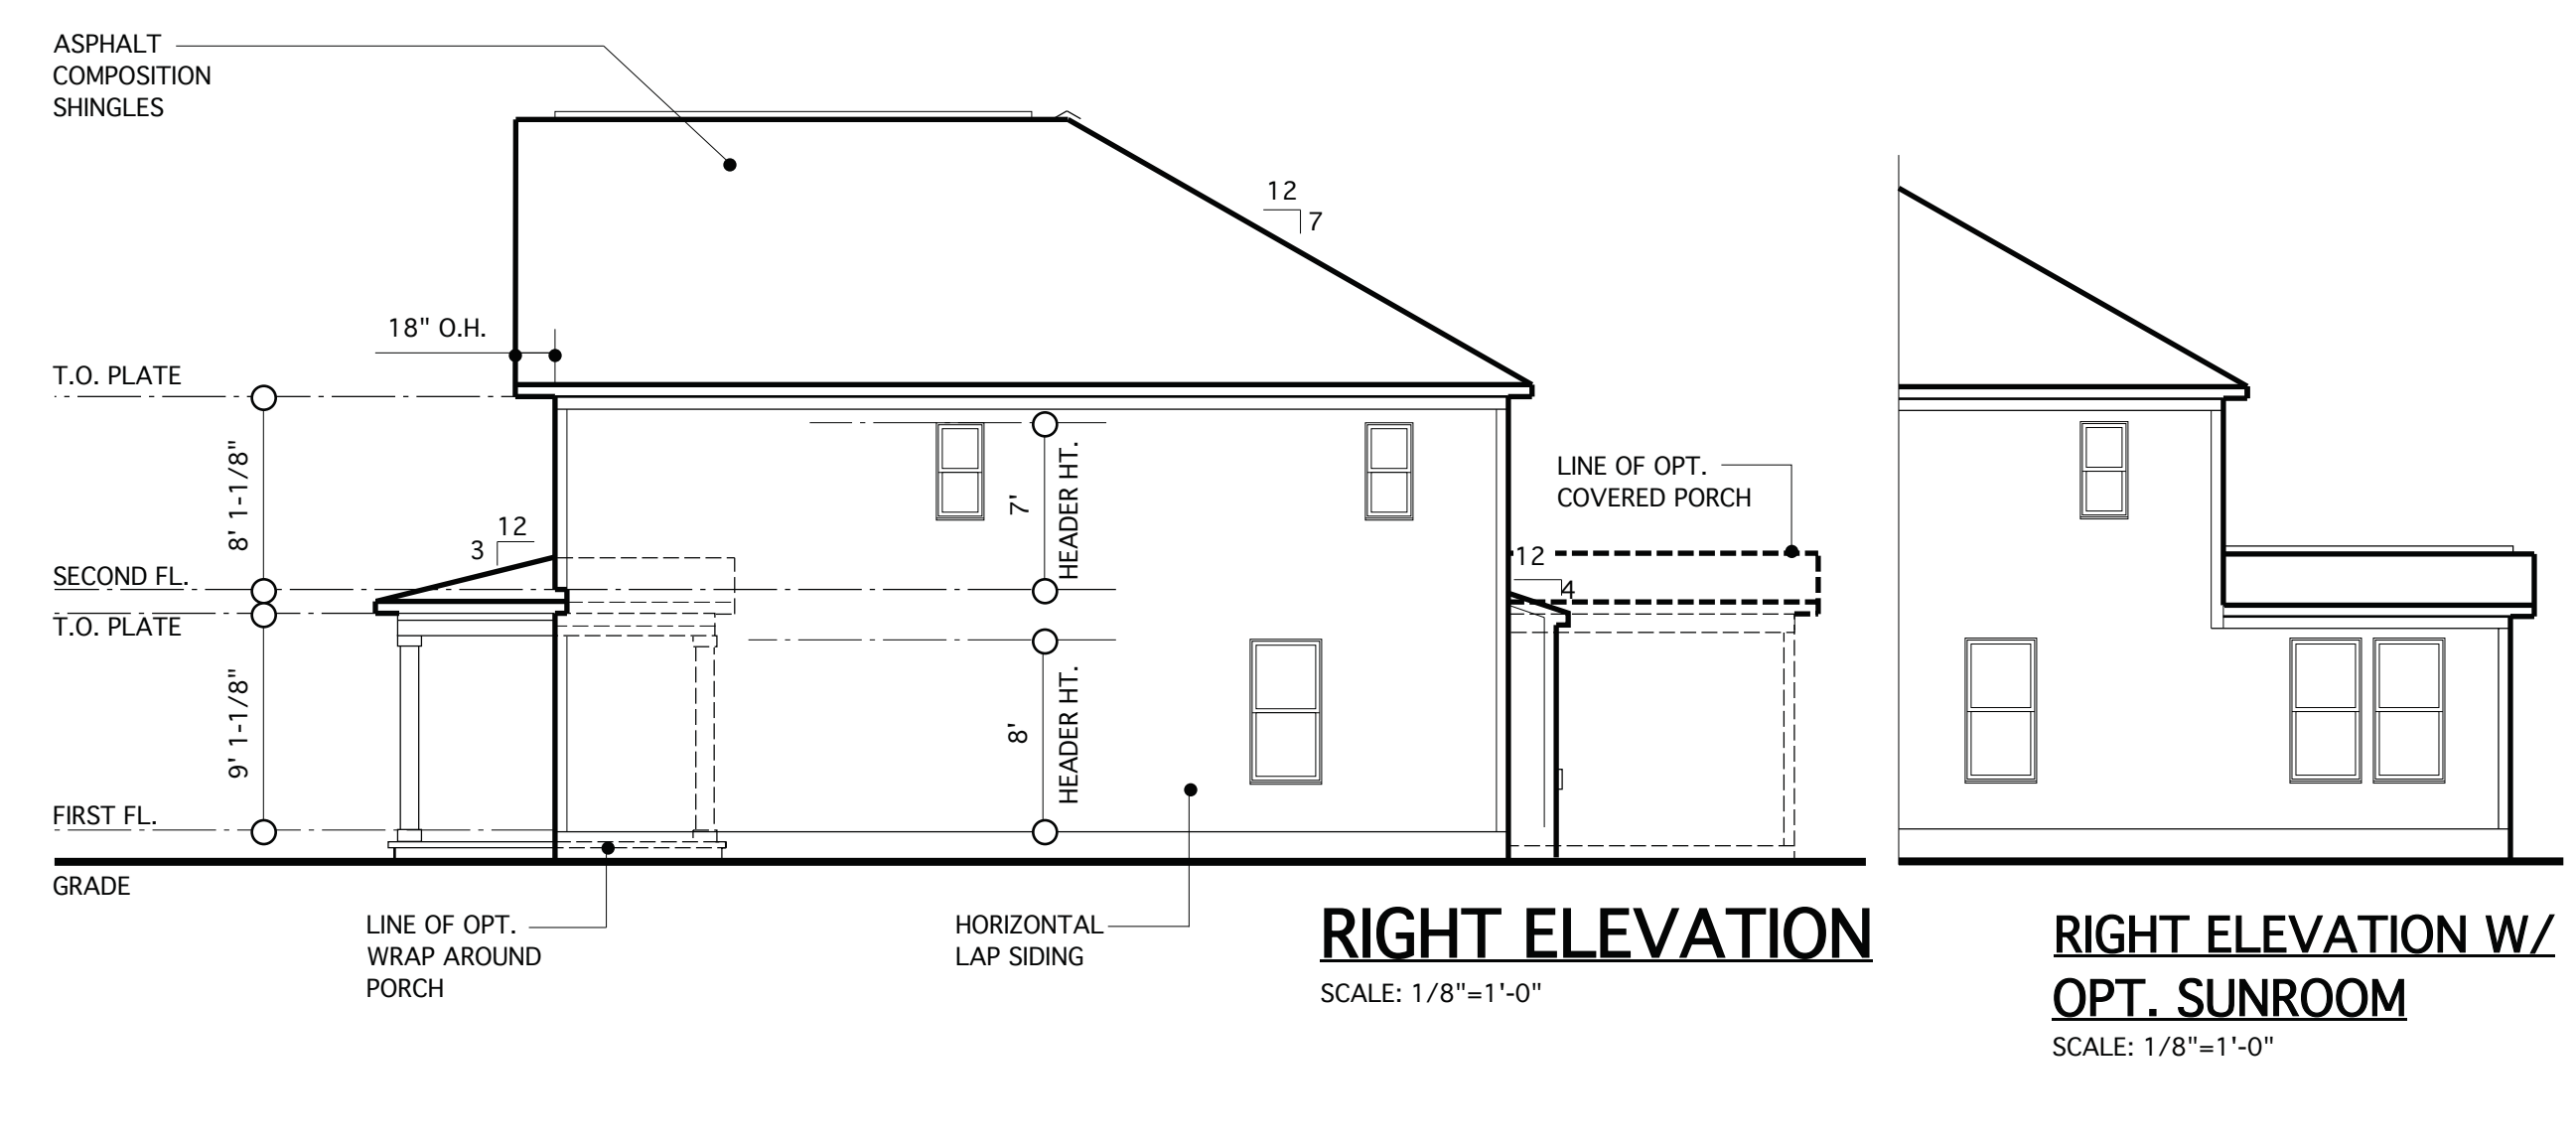 ASPHALT
COMPOSITION
SHINGLES
12
7
18" O.H.
T.O. PLATE
8' 1-1/8"
7'
HEADER HT.
LINE OF OPT.
COVERED PORCH
12
3
12
4
SECOND FL.
T.O. PLATE
9' 1-1/8"
8'
HEADER HT.
FIRST FL.
GRADE
LINE OF OPT.
WRAP AROUND
PORCH
HORIZONTAL
LAP SIDING
RIGHT ELEVATION
SCALE: 1/8"=1'-0"
RIGHT ELEVATION W/
OPT. SUNROOM
SCALE: 1/8"=1'-0"